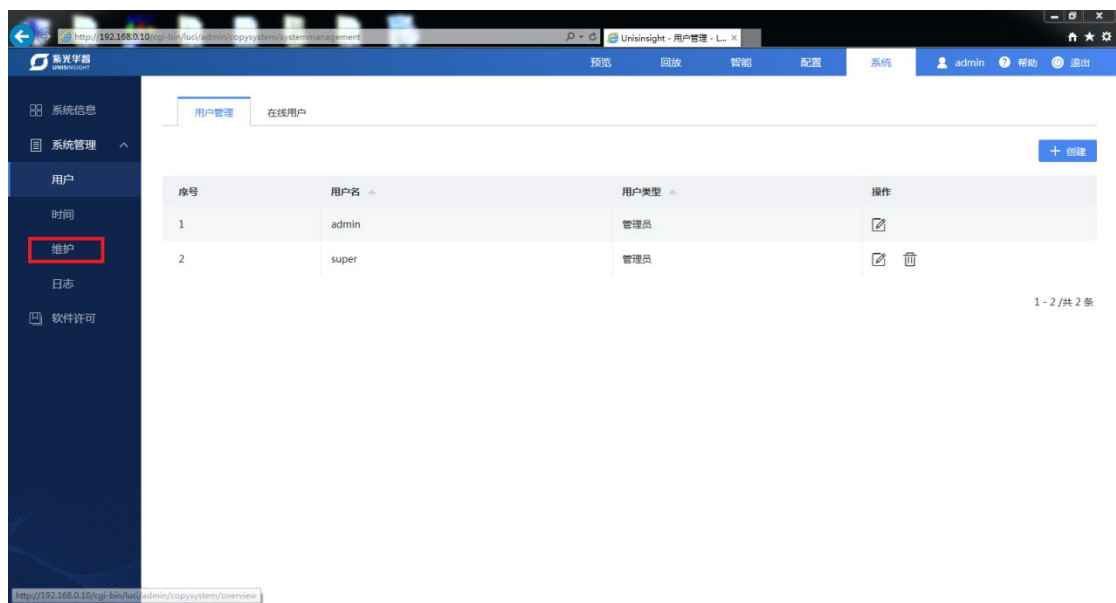 http://192.168.0.10/cgi-bin/luci/admin/copysystem/systemmanagement
Unisinsight - 用户管理 - L...
紫光华智
UNISINSIGHT
预览 回放 智能 配置 系统 admin 帮助 退出
系统信息
系统管理
用户
时间
维护
日志
软件许可
用户管理 在线用户
创建
序号 用户名 用户类型 操作
1 admin 管理员
2 super 管理员
1 - 2 /共 2 条
http://192.168.0.10/cgi-bin/luci/admin/copysystem/overview